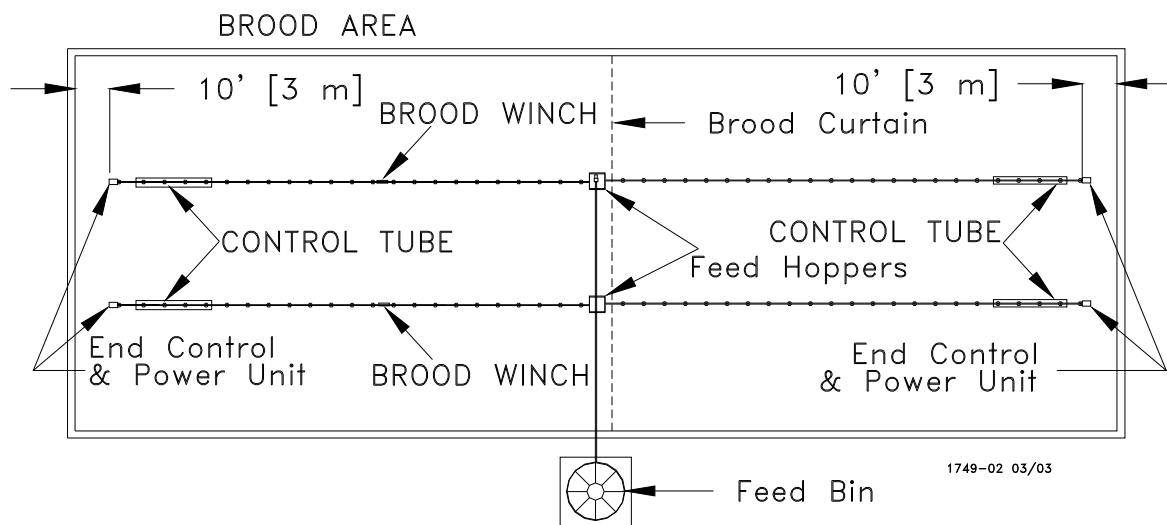 BROOD AREA
10' [3 m]
10' [3 m]
BROOD WINCH
Brood Curtain
CONTROL TUBE
CONTROL TUBE
Feed Hoppers
End Control
& Power Unit
BROOD WINCH
End Control
& Power Unit
1749-02 03/03
Feed Bin